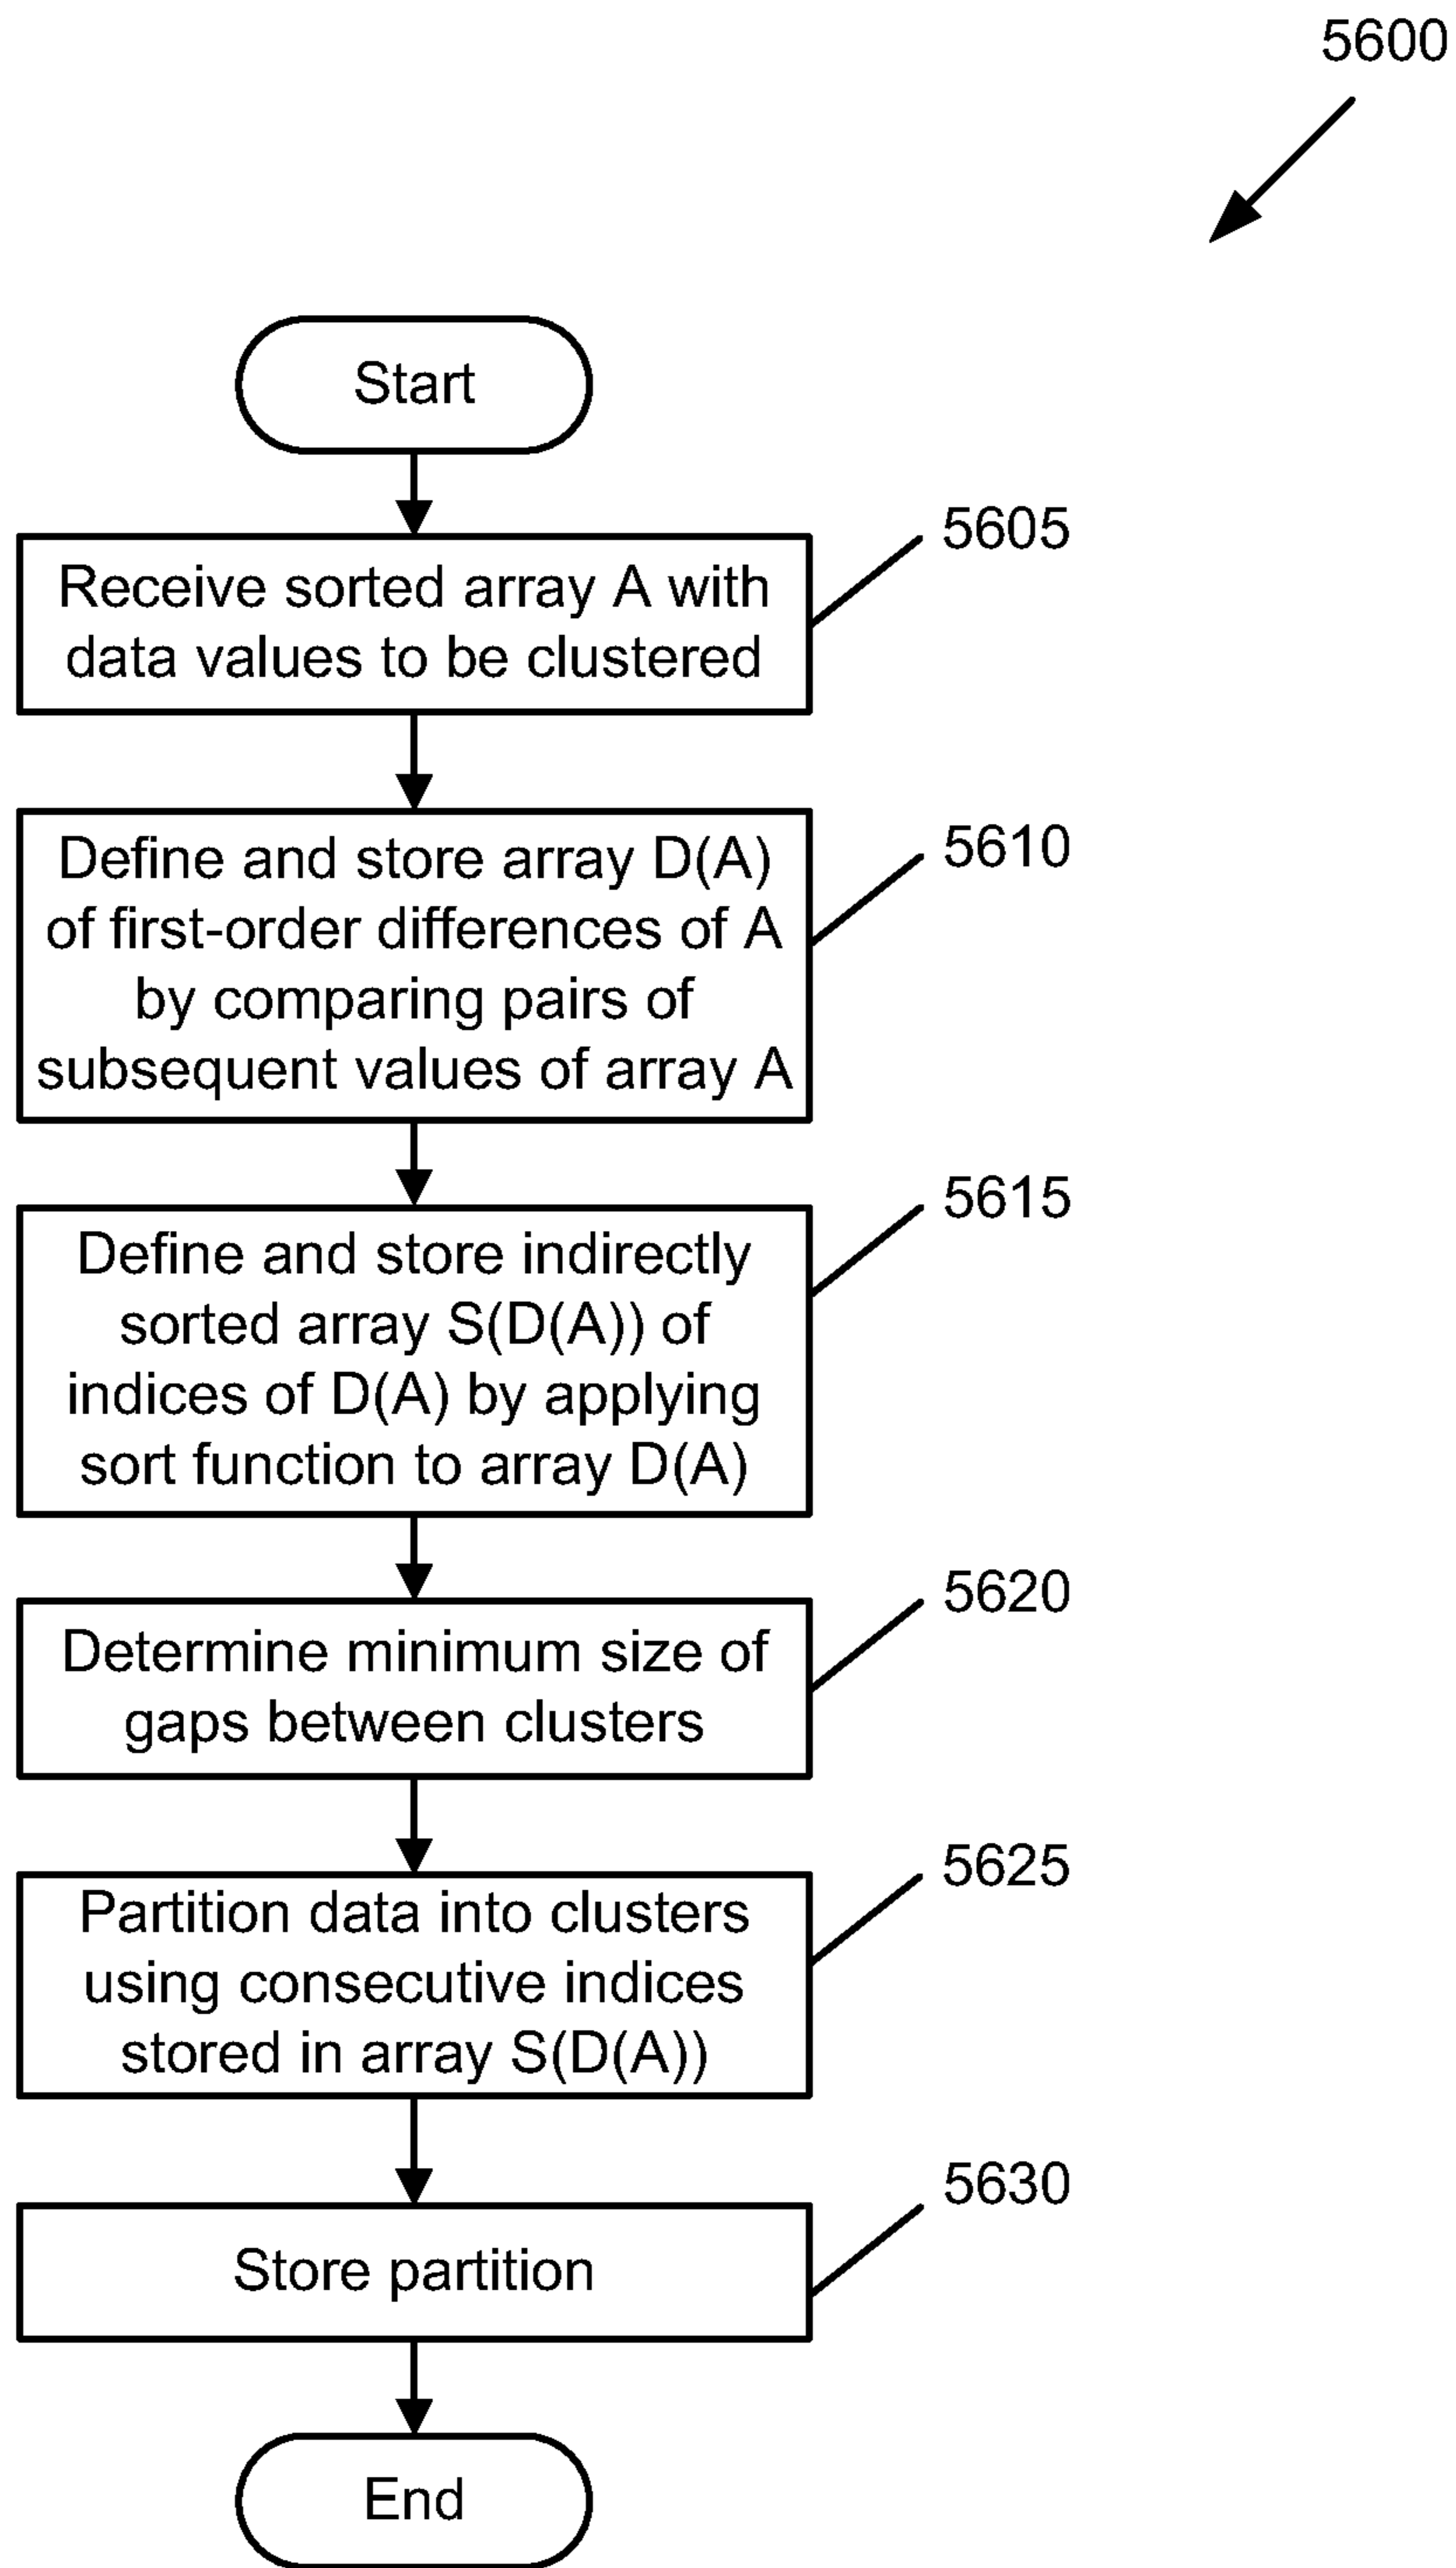 5600
Start
5605
Receive sorted array A with
data values to be clustered
5610
Define and store array D(A)
of first-order differences of A
by comparing pairs of
subsequent values of array A
5615
Define and store indirectly
sorted array S(D(A)) of
indices of D(A) by applying
sort function to array D(A)
5620
Determine minimum size of
gaps between clusters
5625
Partition data into clusters
using consecutive indices
stored in array S(D(A))
5630
Store partition
End